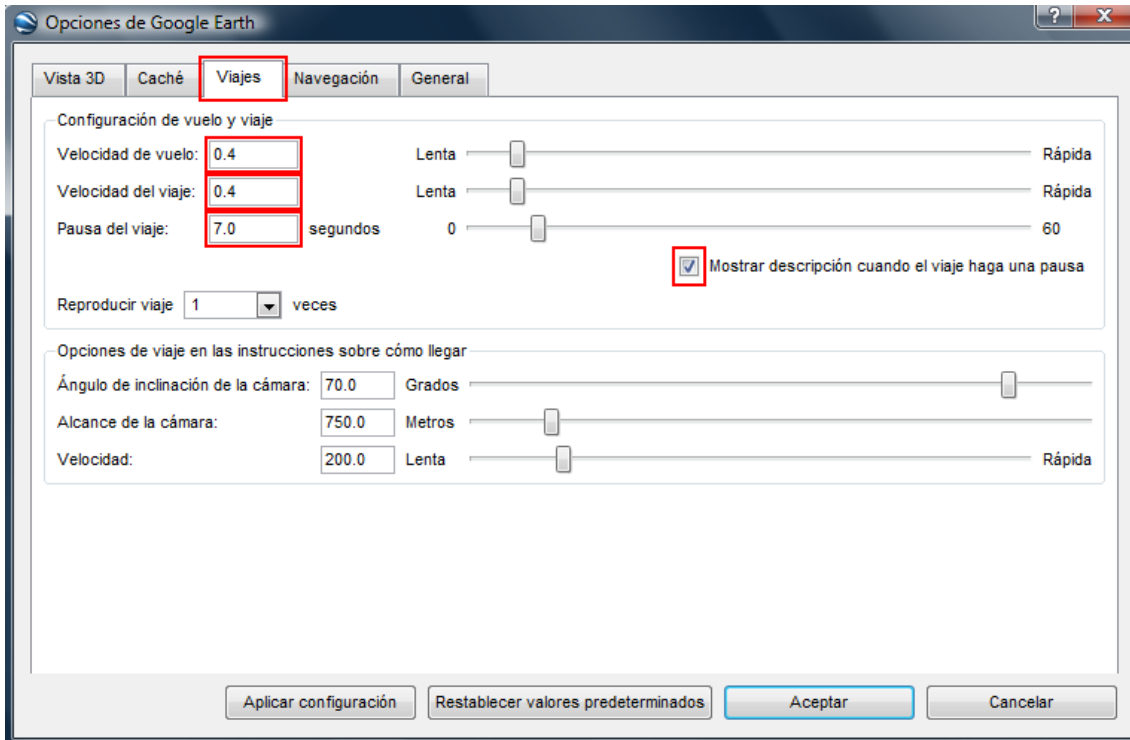 Opciones de Google Earth
?
X
Vista 3D Caché Viajes Navegación General
Configuración de vuelo y viaje
Velocidad de vuelo: 0.4 Lenta Rápida
Velocidad del viaje: 0.4 Lenta Rápida
Pausa del viaje: 7.0 segundos 0 60
Mostrar descripción cuando el viaje haga una pausa
Reproducir viaje 1 veces
Opciones de viaje en las instrucciones sobre cómo llegar
Ángulo de inclinación de la cámara: 70.0 Grados
Alcance de la cámara: 750.0 Metros
Velocidad: 200.0 Lenta Rápida
Aplicar configuración Restablecer valores predeterminados Aceptar Cancelar